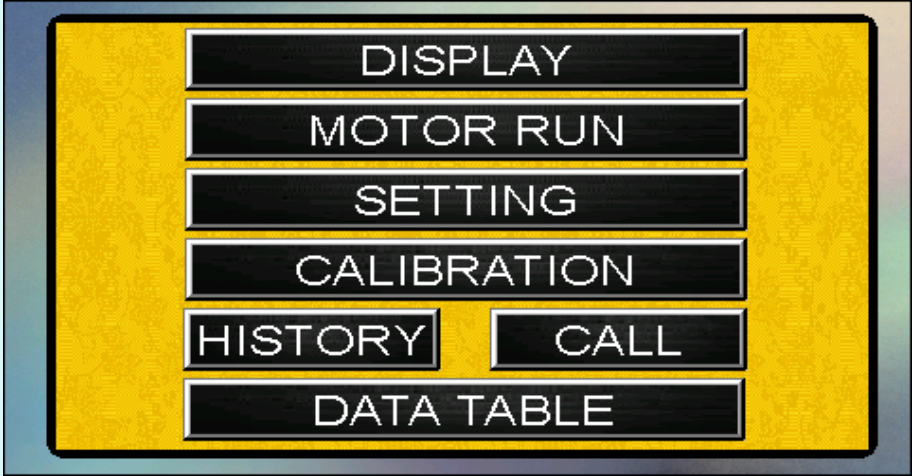 DISPLAY
MOTOR RUN
SETTING
CALIBRATION
HISTORY CALL
DATA TABLE